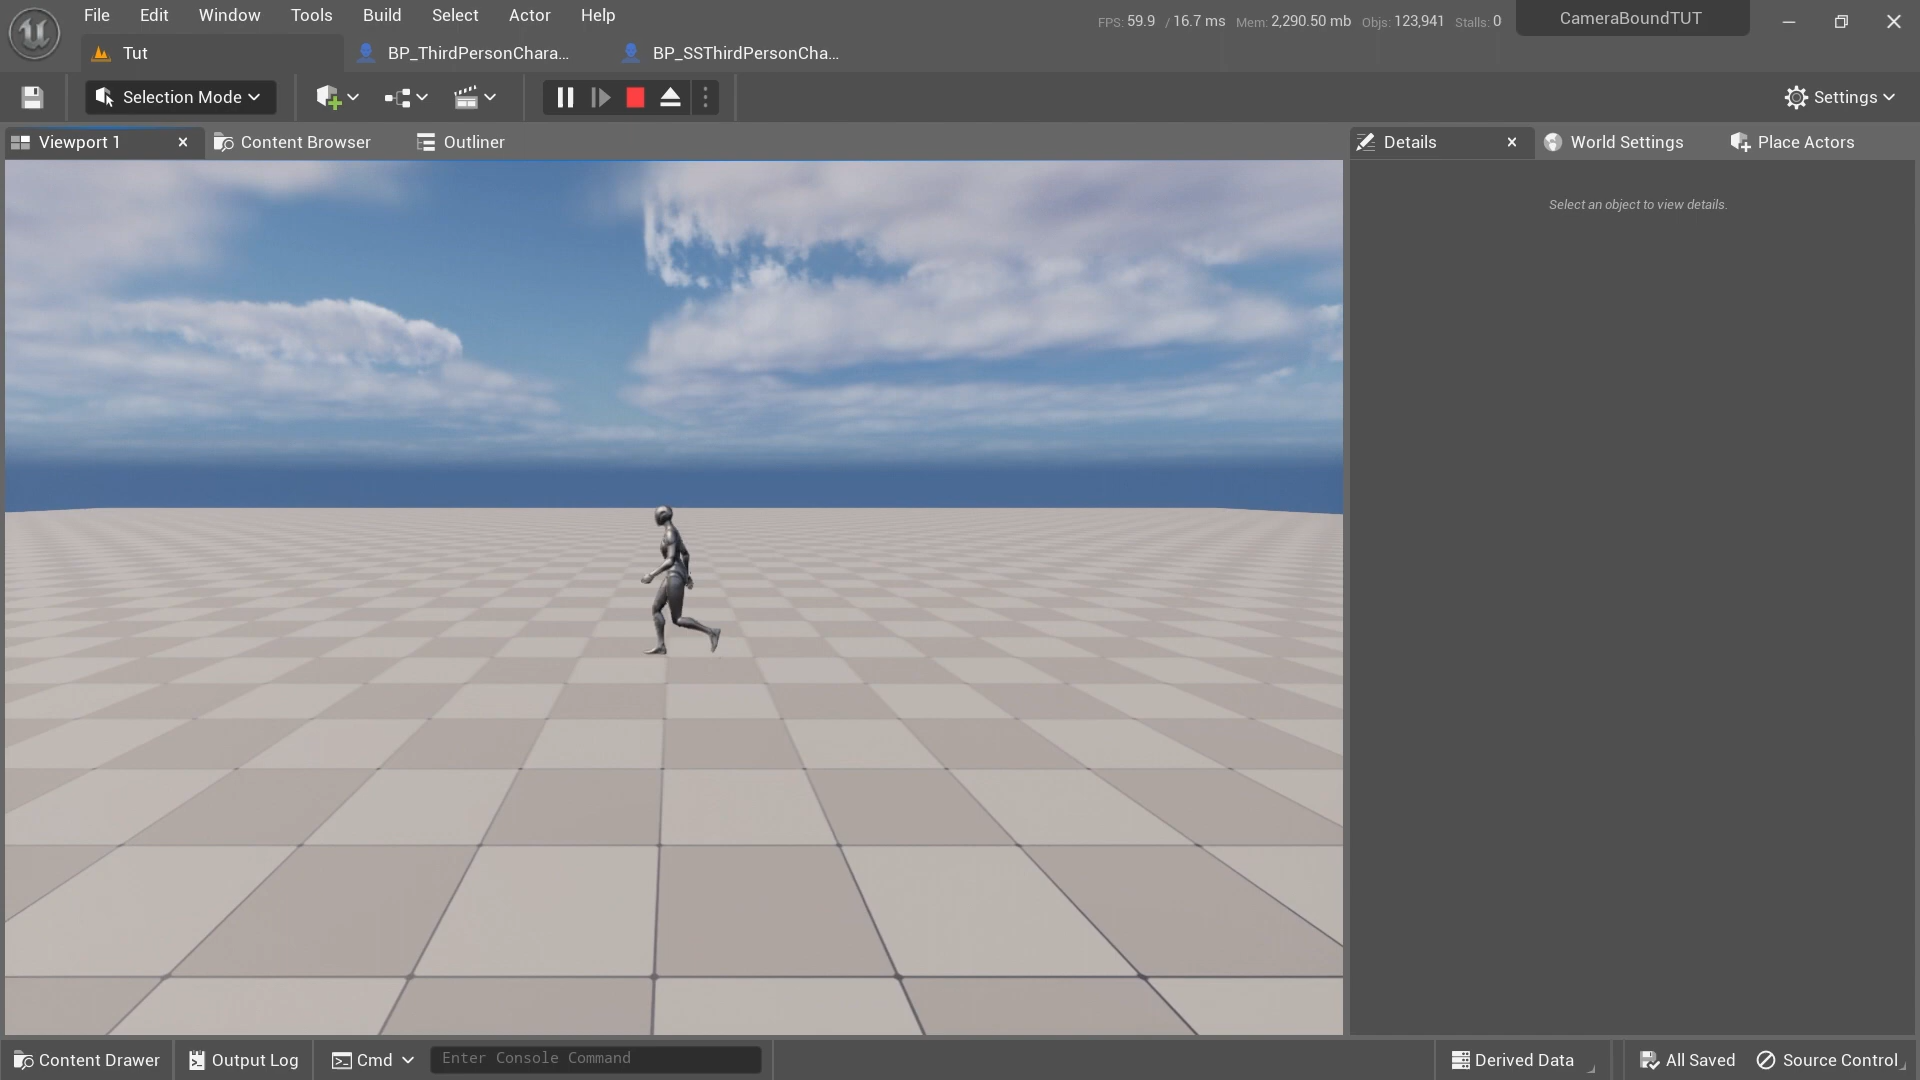 File Edit Window Tools Build Select Actor Help
FPS: 59.9 / 16.7 ms Mem: 2,290.50 mb Objs: 123,941 Stalls: 0
CameraBoundTUT
Tut
BP_ThirdPersonChara...
BP_SSThirdPersonCha...
Selection Mode
Settings
Viewport 1
Content Browser
Outliner
Details
World Settings
Place Actors
Select an object to view details.
Content Drawer
Output Log
Cmd
Enter Console Command
Derived Data
All Saved
Source Control